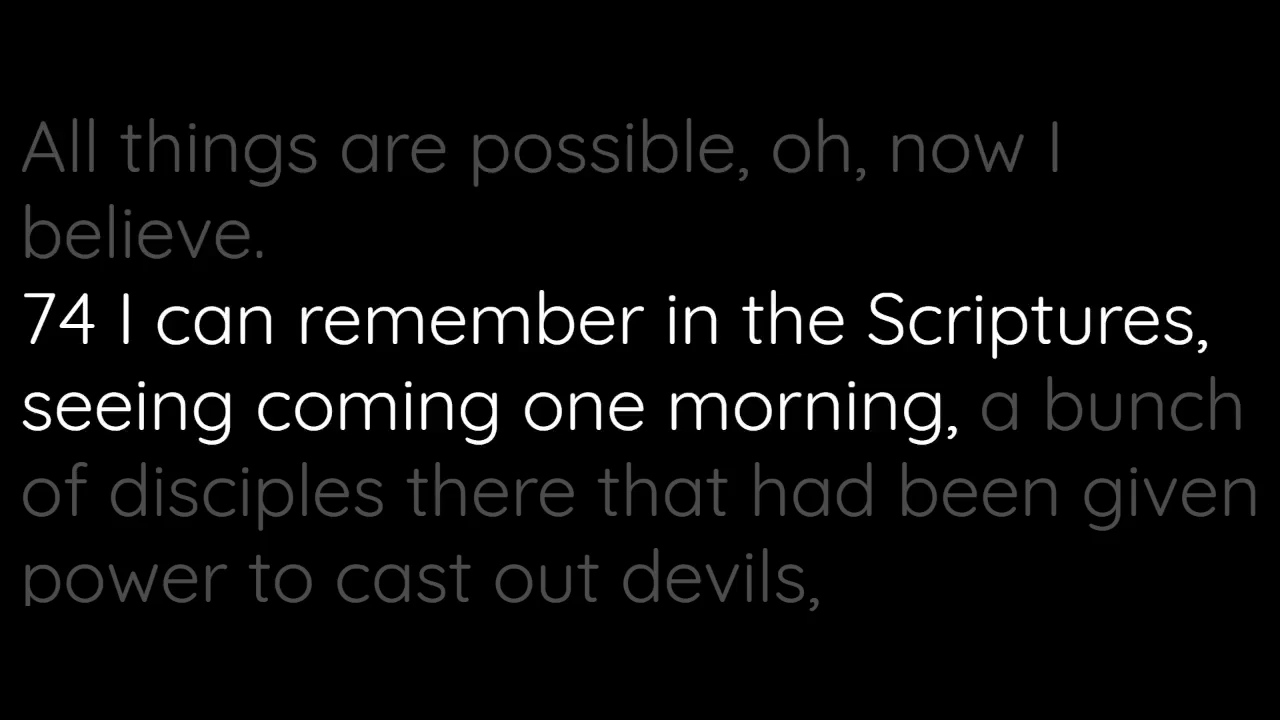 All things are possible, oh, now I
believe.
74 I can remember in the Scriptures,
seeing coming one morning, a bunch
of disciples there that had been given
power to cast out devils,